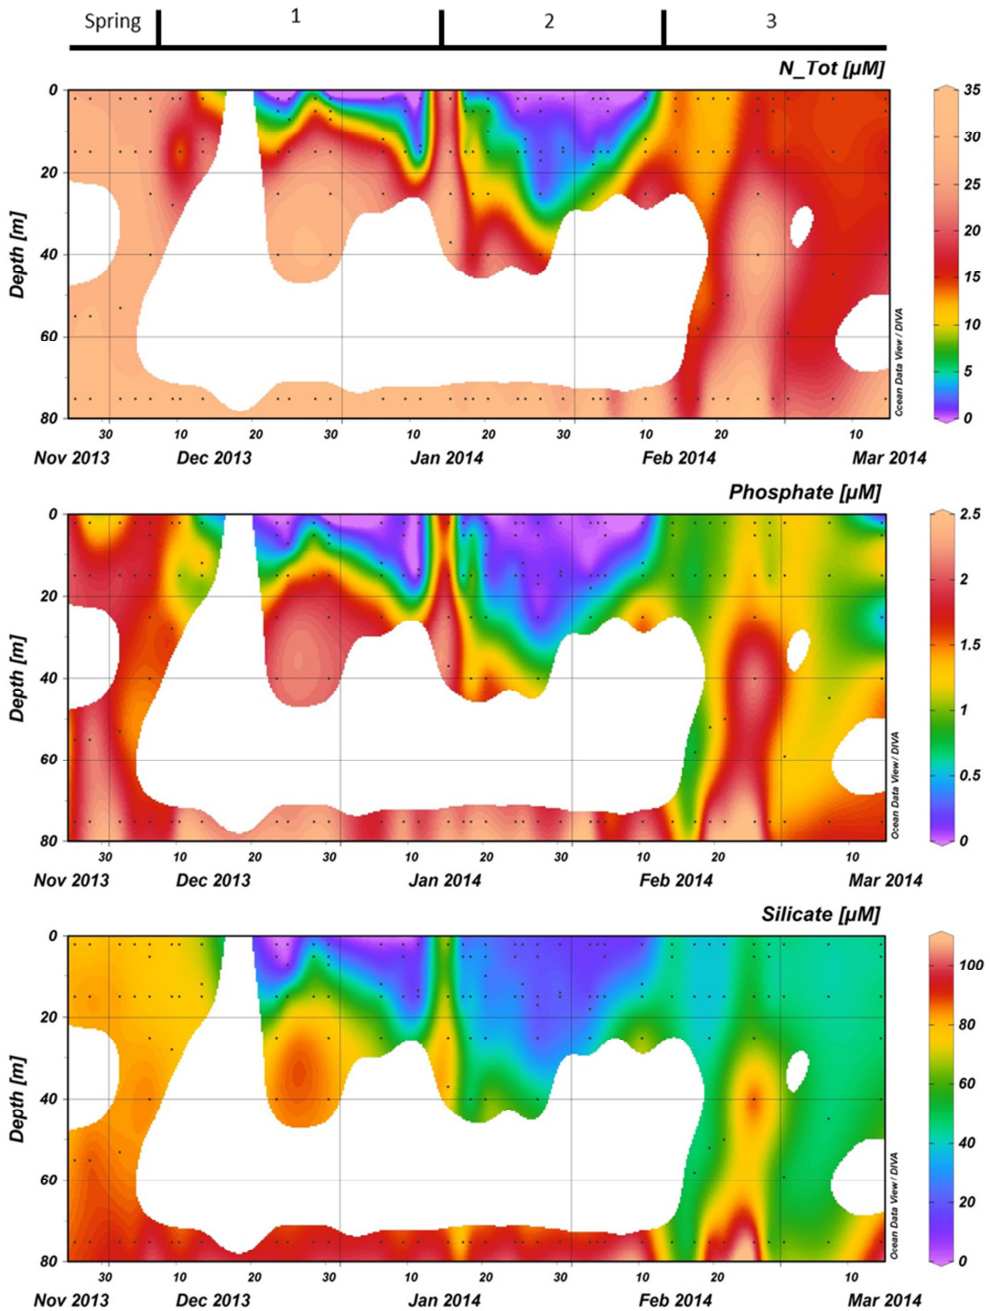 Spring 1 2 3
N_Tot [µM]
0
20
40
60
80
Depth [m]
35
30
25
20
15
10
5
0
Ocean Data View / DIVA
30 10 20 30 10 20 30 10 20 10
Nov 2013 Dec 2013 Jan 2014 Feb 2014 Mar 2014
Phosphate [µM]
0
20
40
60
80
Depth [m]
2.5
2
1.5
1
0.5
0
Ocean Data View / DIVA
30 10 20 30 10 20 30 10 20 10
Nov 2013 Dec 2013 Jan 2014 Feb 2014 Mar 2014
Silicate [µM]
0
20
40
60
80
Depth [m]
100
80
60
40
20
0
Ocean Data View / DIVA
30 10 20 30 10 20 30 10 20 10
Nov 2013 Dec 2013 Jan 2014 Feb 2014 Mar 2014